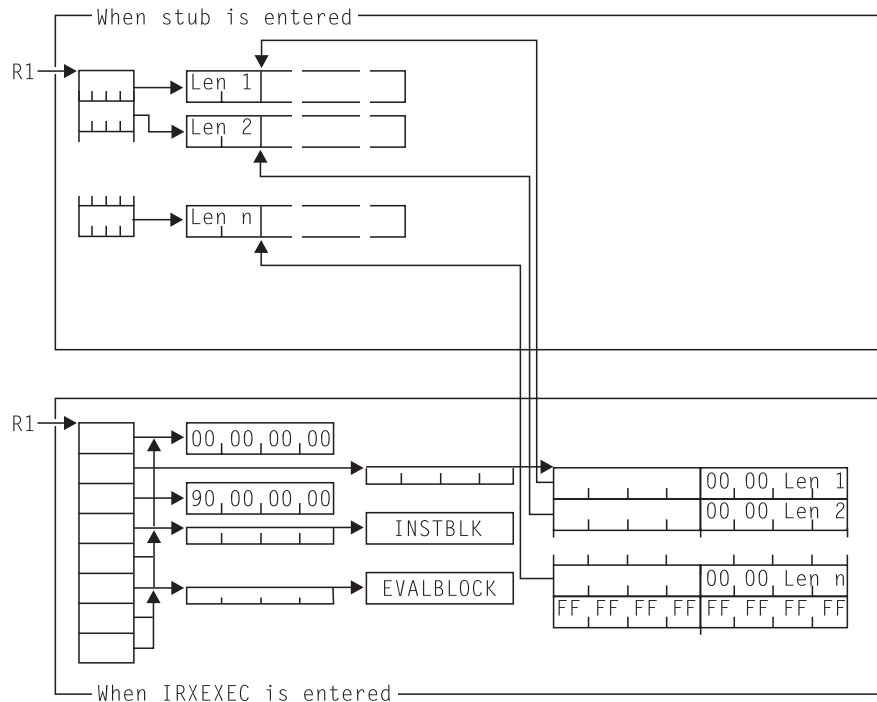 When stub is entered
R1
Len 1
Len 2
Len n
R1
00 00 00 00
00 00 Len 1
90 00 00 00
00 00 Len 2
INSTBLK
00 00 Len n
EVALBLOCK
FF FF FF FF FF FF FF FF
When IRXEXEC is entered